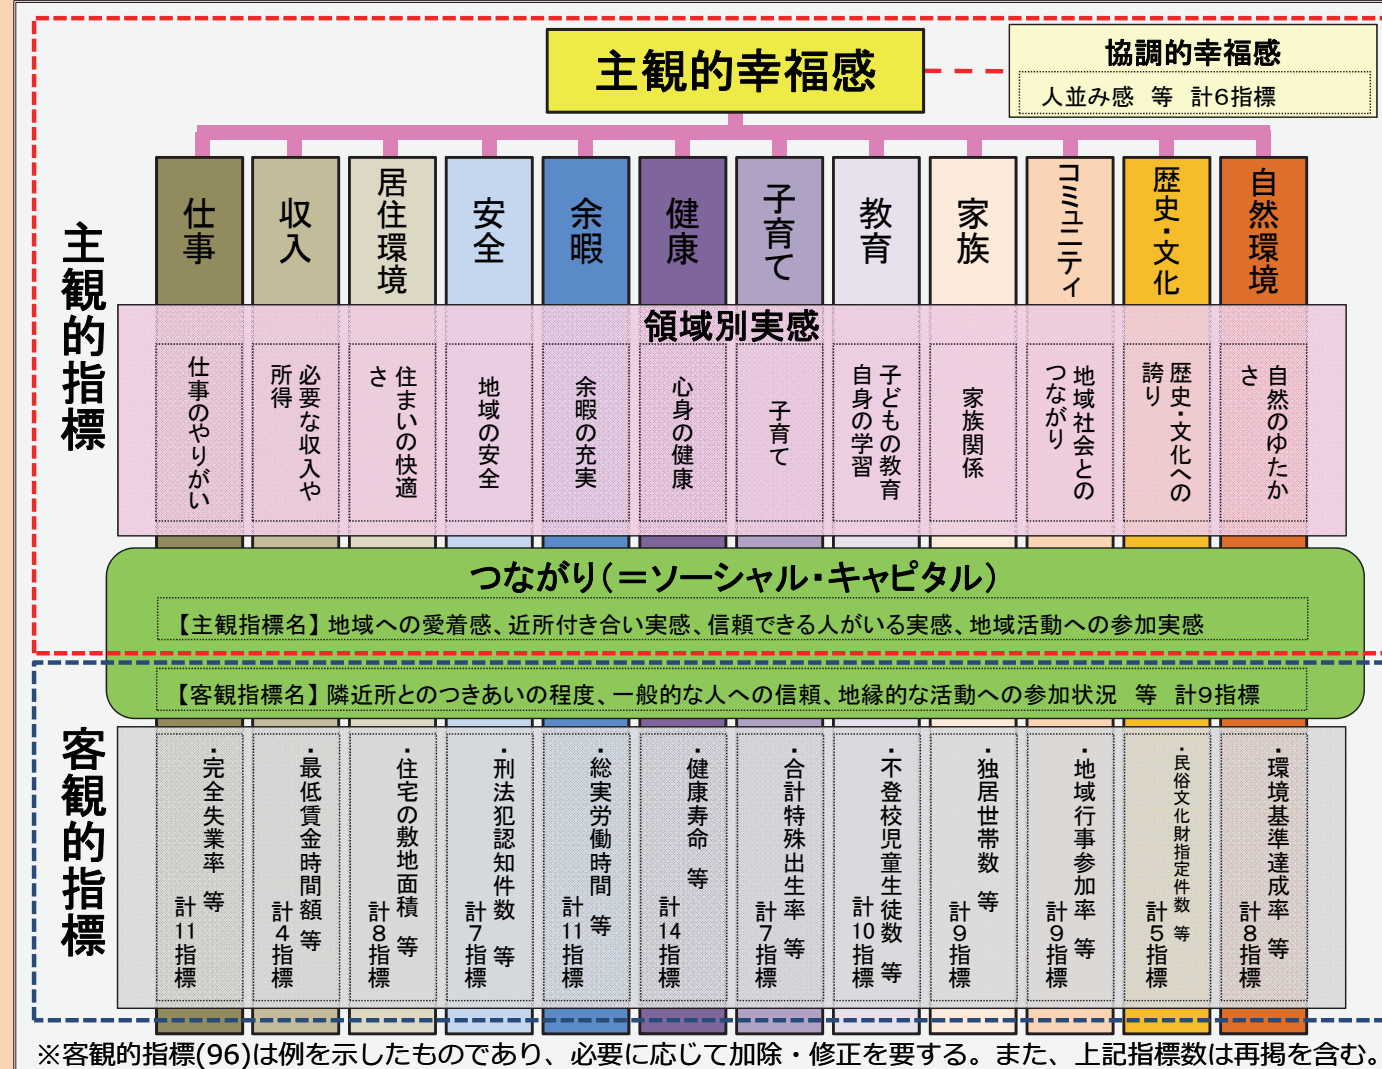 主観的幸福感
協調的幸福感
人並み感　等　計6指標
主観的指標
仕事
収入
居住環境
安全
余暇
健康
子育て
教育
家族
コミュニティ
歴史・文化
自然環境
領域別実感
仕事のやりがい
必要な収入や
所得
住まいの快適
さ
地域の安全
余暇の充実
心身の健康
子育て
子どもの教育
自身の学習
家族関係
地域社会との
つながり
歴史・文化への
誇り
自然のゆたか
さ
つながり(＝ソーシャル・キャピタル)
【主観指標名】地域への愛着感、近所付き合い実感、信頼できる人がいる実感、地域活動への参加実感
【客観指標名】隣近所とのつきあいの程度、一般的な人への信頼、地縁的な活動への参加状況　等　計9指標
客観的指標
・完全失業率　等
計11指標
・最低賃金時間額　等
計4指標
・住宅の敷地面積　等
計8指標
・刑法犯認知件数　等
計7指標
・総実労働時間　等
計11指標
・健康寿命　等
計14指標
・合計特殊出生率　等
計7指標
・不登校児童生徒数　等
計10指標
・独居世帯数　等
計9指標
・地域行事参加率　等
計9指標
・民俗文化財指定件数　等
計5指標
・環境基準達成率　等
計8指標
※客観的指標(96)は例を示したものであり、必要に応じて加除・修正を要する。また、上記指標数は再掲を含む。